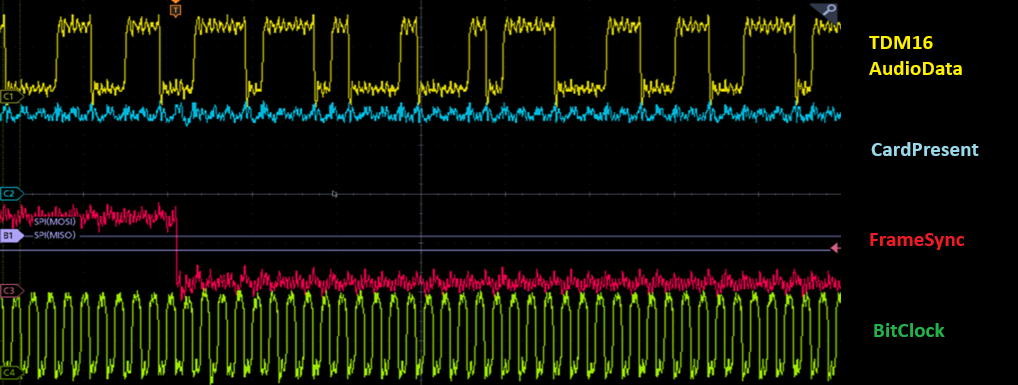 T
C1
TDM16
AudioData
CardPresent
C2
SPI(MOSI)
B1
SPI(MISO)
FrameSync
C3
BitClock
C4